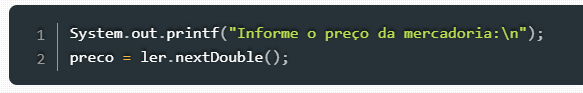 1 System.out.printf("Informe o preço da mercadoria:\n");
2 preco = ler.nextDouble();